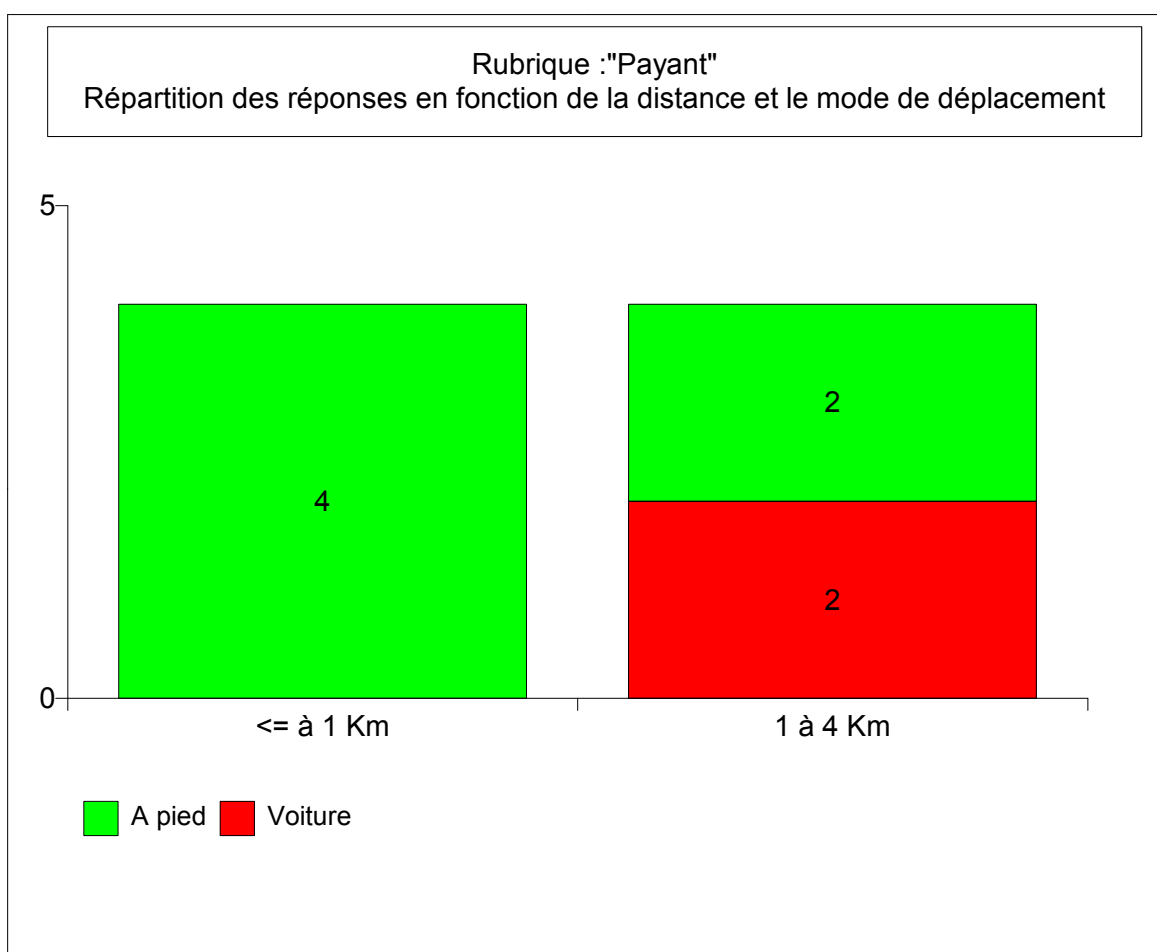 Rubrique :"Payant"
Répartition des réponses en fonction de la distance et le mode de déplacement
5
4
2
2
0
<= à 1 Km
1 à 4 Km
A pied
Voiture